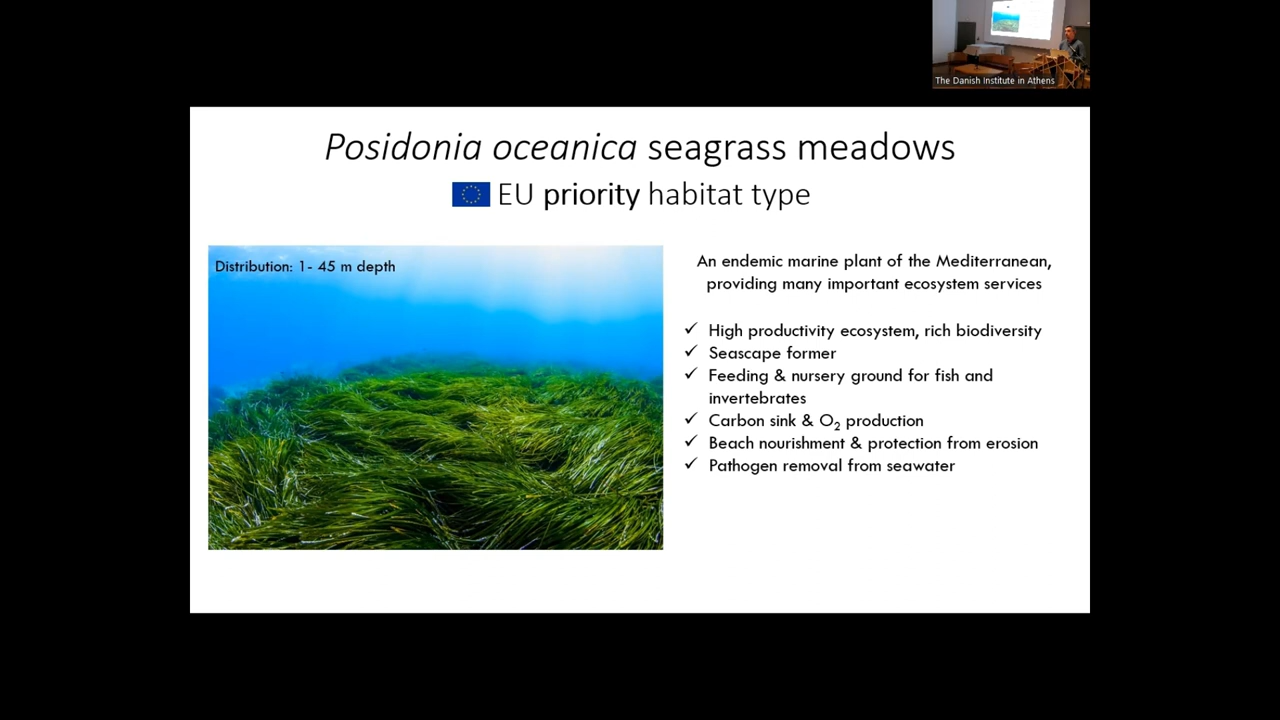 The Danish Institute in Athens
Posidonia oceanica seagrass meadows
EU priority habitat type
Distribution: 1- 45 m depth
An endemic marine plant of the Mediterranean,
providing many important ecosystem services
✓ High productivity ecosystem, rich biodiversity
✓ Seascape former
✓ Feeding & nursery ground for fish and
invertebrates
✓ Carbon sink & O₂ production
✓ Beach nourishment & protection from erosion
✓ Pathogen removal from seawater